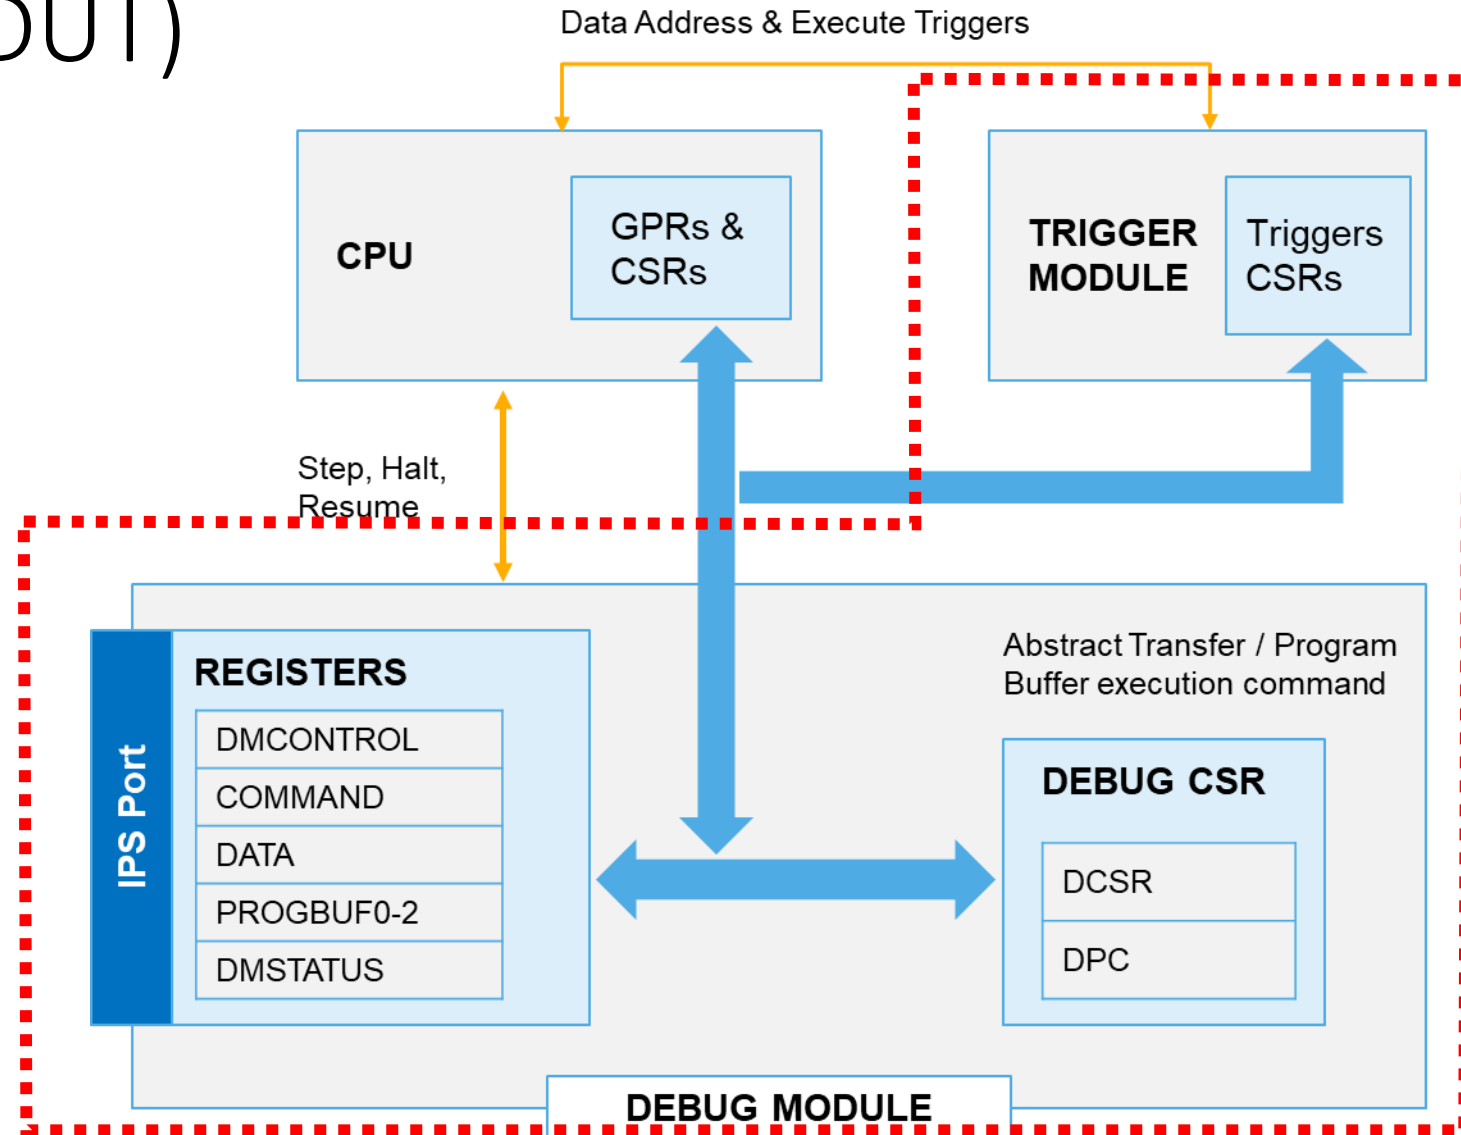 DUT)
Data Address & Execute Triggers
CPU
GPRs &
CSRs
TRIGGER
MODULE
Triggers
CSRs
Step, Halt,
Resume
Abstract Transfer / Program
Buffer execution command
IPS Port
REGISTERS
DMCONTROL
COMMAND
DATA
PROGBUF0-2
DMSTATUS
DEBUG CSR
DCSR
DPC
DEBUG MODULE